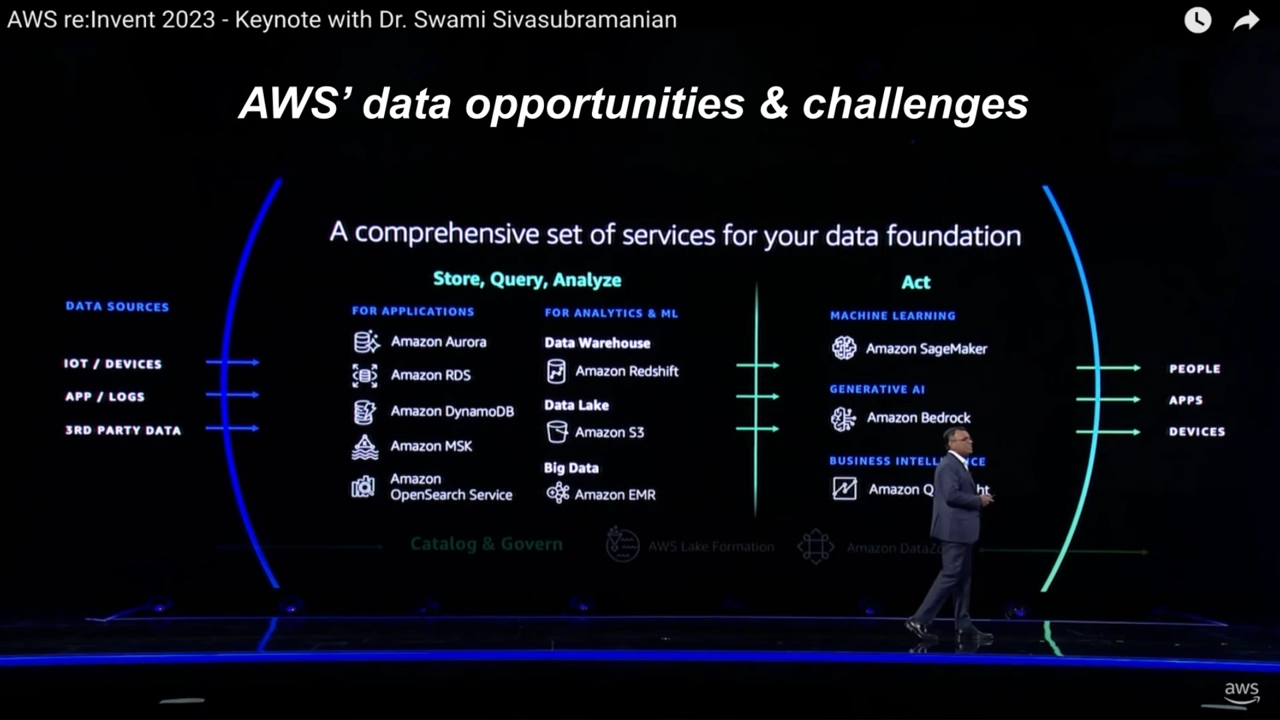 AWS re:Invent 2023 - Keynote with Dr. Swami Sivasubramanian
AWS’ data opportunities & challenges
A comprehensive set of services for your data foundation
Store, Query, Analyze
Act
DATA SOURCES
IOT / DEVICES
APP / LOGS
3RD PARTY DATA
FOR APPLICATIONS
Amazon Aurora
Amazon RDS
Amazon DynamoDB
Amazon MSK
Amazon
OpenSearch Service
FOR ANALYTICS & ML
Data Warehouse
Amazon Redshift
Data Lake
Amazon S3
Big Data
Amazon EMR
MACHINE LEARNING
Amazon SageMaker
GENERATIVE AI
Amazon Bedrock
BUSINESS
Amazon
PEOPLE
APPS
DEVICES
Catalog & Govern
AWS Lake Formation
Amazon
aws